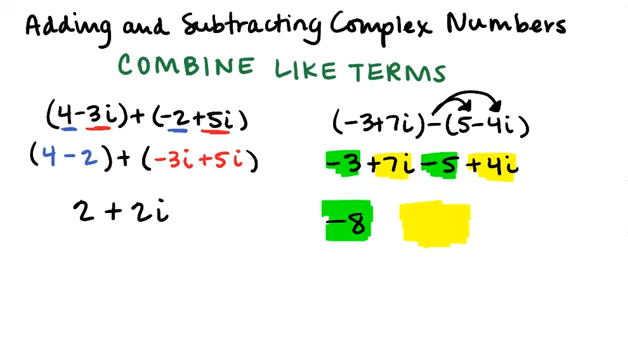 Adding and Subtracting Complex Numbers
COMBINE LIKE TERMS
(4-3i)+(-2+5i)
(4-2)+(-3i+5i)
2+2i
(-3+7i)-(5-4i)
-3+7i-5+4i
-8